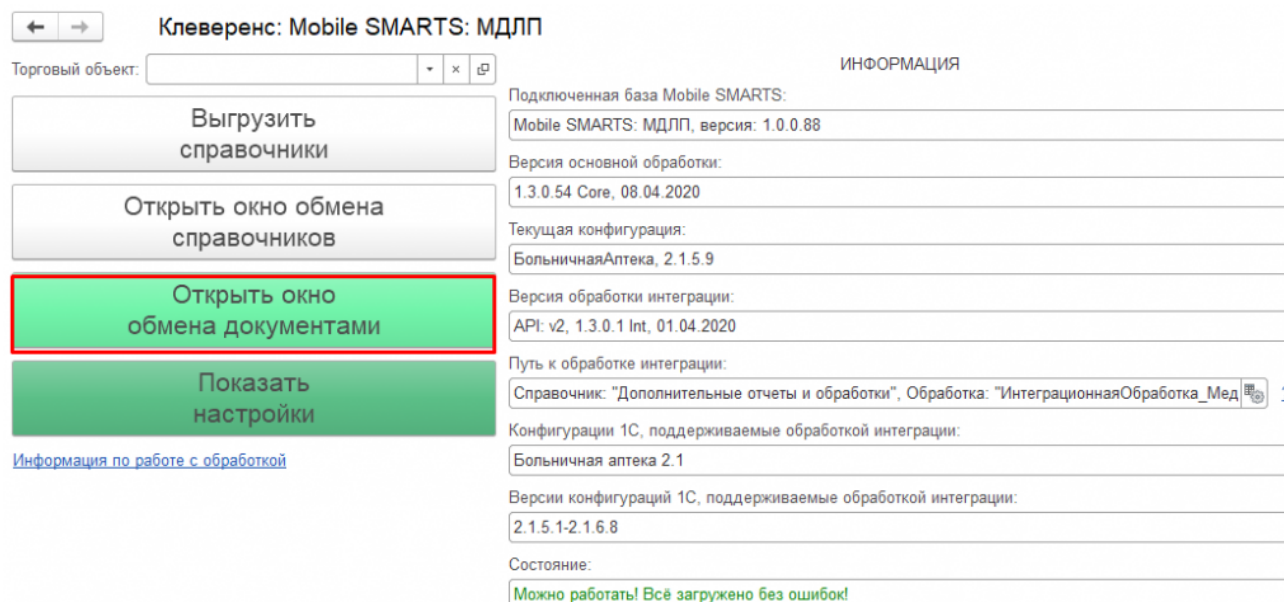 Клеверенс: Mobile SMARTS: МДЛП
Торговый объект:
Выгрузить
справочники
Открыть окно обмена
справочников
Открыть окно
обмена документами
Показать
настройки
Информация по работе с обработкой
ИНФОРМАЦИЯ
Подключенная база Mobile SMARTS:
Mobile SMARTS: МДЛП, версия: 1.0.0.88
Версия основной обработки:
1.3.0.54 Core, 08.04.2020
Текущая конфигурация:
БольничнаяАптека, 2.1.5.9
Версия обработки интеграции:
API: v2, 1.3.0.1 Int, 01.04.2020
Путь к обработке интеграции:
Справочник: "Дополнительные отчеты и обработки", Обработка: "ИнтеграционнаяОбработка_Мед
Конфигурации 1С, поддерживаемые обработкой интеграции:
Больничная аптека 2.1
Версии конфигураций 1С, поддерживаемые обработкой интеграции:
2.1.5.1-2.1.6.8
Состояние:
Можно работать! Всё загружено без ошибок!